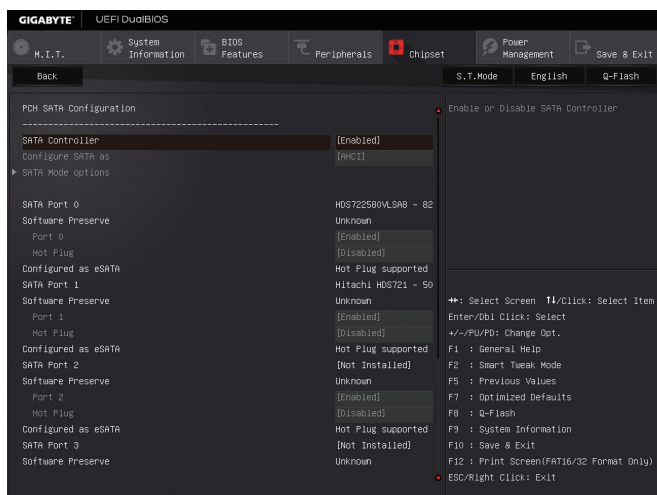 GIGABYTE™ UEFI DualBIOS
M.I.T.
System Information
BIOS Features
Peripherals
Chipset
Power Management
Save & Exit
Back
S.T.Mode English Q-Flash
PCH SATA Configuration
Enable or Disable SATA Controller
SATA Controller [Enabled]
Configure SATA as [AHCI]
SATA Mode options
SATA Port 0 HDS722580VLSA8 - 82
Software Preserve Unknown
Port 0 [Enabled]
Hot Plug [Disabled]
Configured as eSATA Hot Plug supported
SATA Port 1 Hitachi HDS721 - 50
Software Preserve Unknown
Port 1 [Enabled]
Hot Plug [Disabled]
Configured as eSATA Hot Plug supported
SATA Port 2 [Not Installed]
Software Preserve Unknown
Port 2 [Enabled]
Hot Plug [Disabled]
Configured as eSATA Hot Plug supported
SATA Port 3 [Not Installed]
Software Preserve Unknown
→←: Select Screen ↑↓/Click: Select Item
Enter/Dbl Click: Select
+/-/PU/PD: Change Opt.
F1 : General Help
F2 : Smart Tweak Mode
F5 : Previous Values
F7 : Optimized Defaults
F8 : Q-Flash
F9 : System Information
F10 : Save & Exit
F12 : Print Screen(FAT16/32 Format Only)
ESC/Right Click: Exit